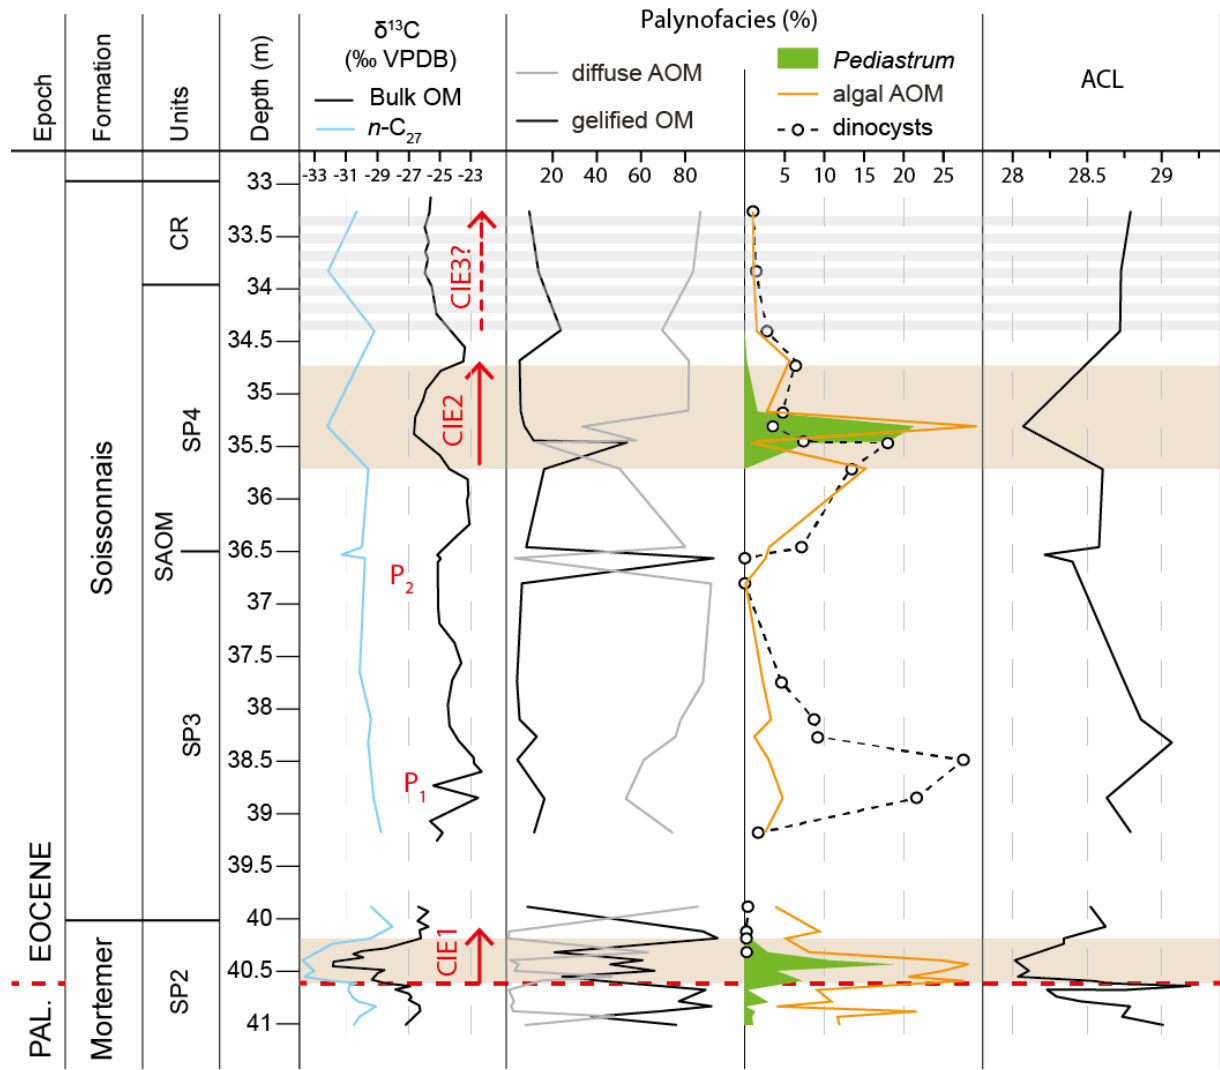 Palynofacies (%)
Epoch
Formation
Units
Depth (m)
δ13C
(‰ VPDB)
Bulk OM
n-C27
diffuse AOM
gelified OM
Pediastrum
algal AOM
dinocysts
ACL
-33 -31 -29 -27 -25 -23
20 40 60 80
5 10 15 20 25
28 28.5 29
33
33.5
34
34.5
35
35.5
36
36.5
37
37.5
38
38.5
39
39.5
40
40.5
41
CR
SP4
SAOM
SP3
SP2
Soissonnais
Mortemer
EOCENE
PAL.
CIE3?
CIE2
P2
P1
CIE1